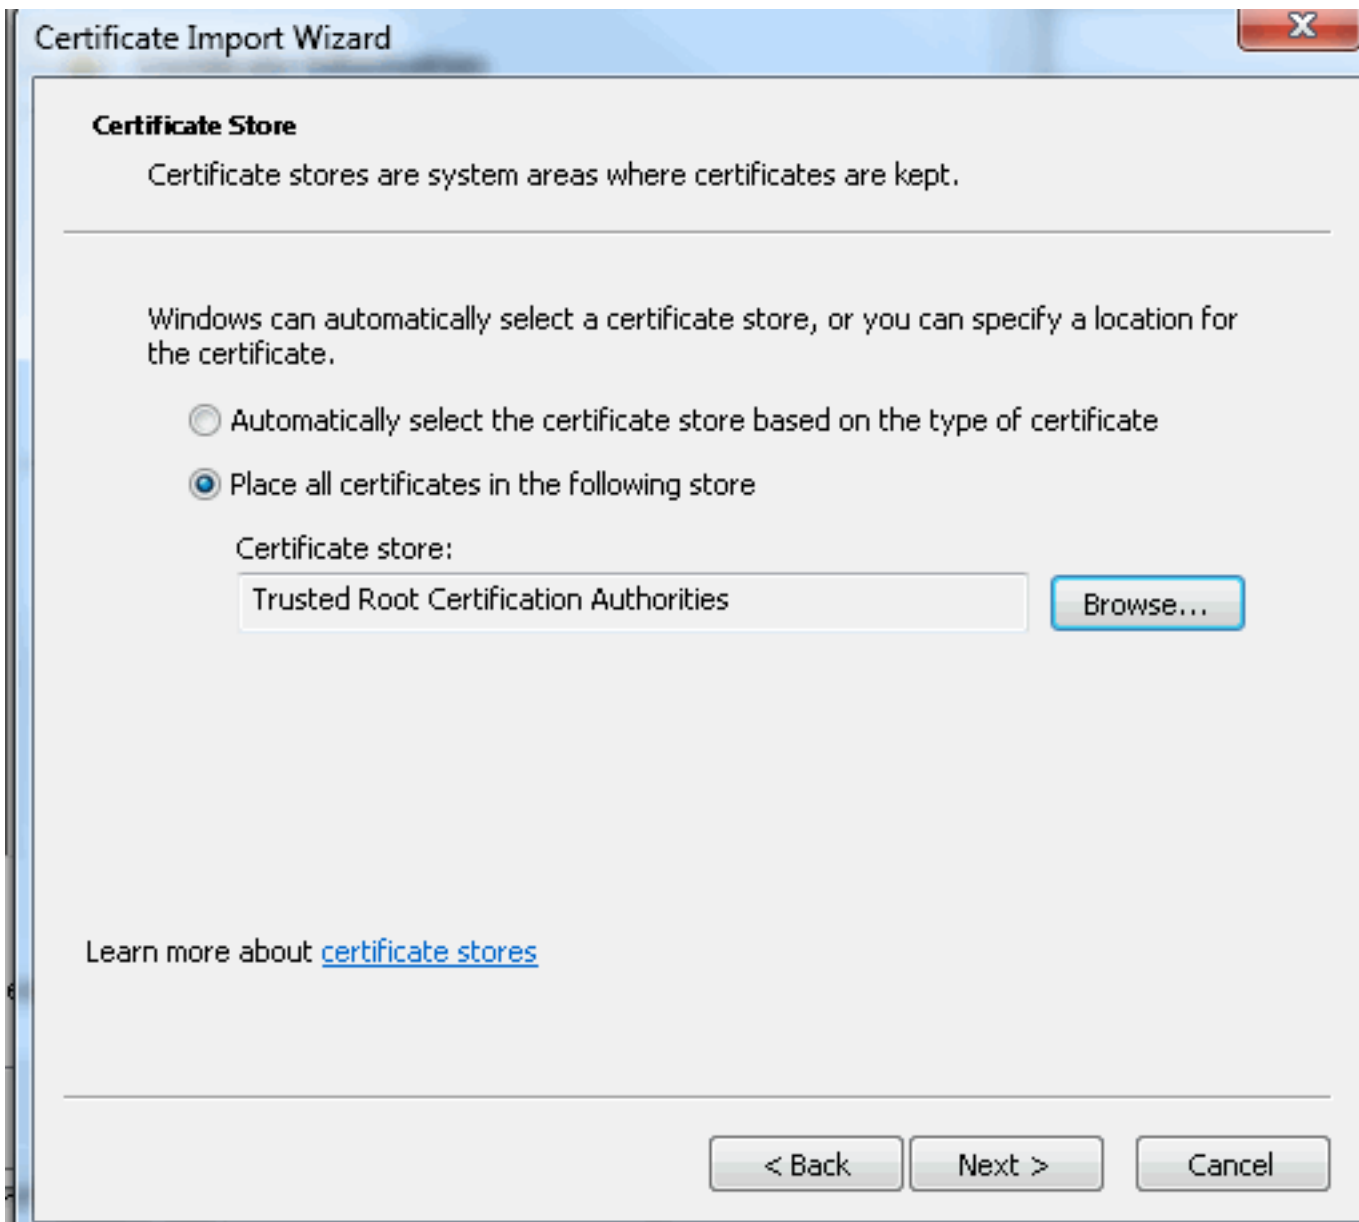 Certificate Import Wizard
X
Certificate Store
Certificate stores are system areas where certificates are kept.
Windows can automatically select a certificate store, or you can specify a location for
the certificate.
Automatically select the certificate store based on the type of certificate
Place all certificates in the following store
Certificate store:
Trusted Root Certification Authorities
Browse...
Learn more about certificate stores
< Back
Next >
Cancel